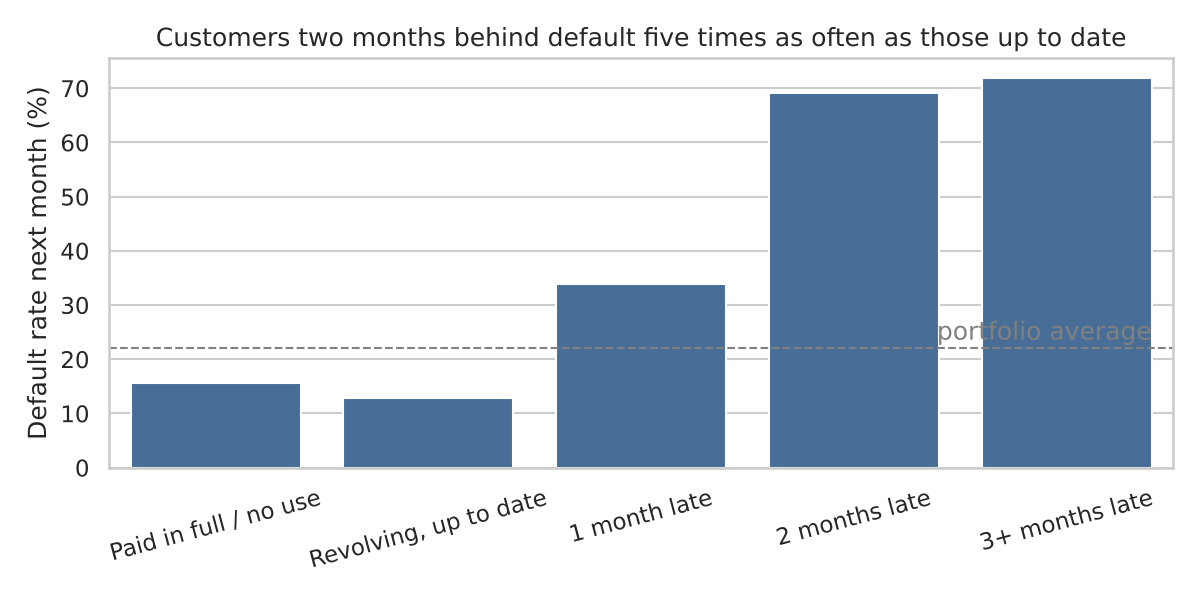 Customers two months behind default five times as often as those up to date
Default rate next month (%)
70
60
50
40
30
20
10
0
portfolio average
Paid in full / no use
Revolving, up to date
1 month late
2 months late
3+ months late